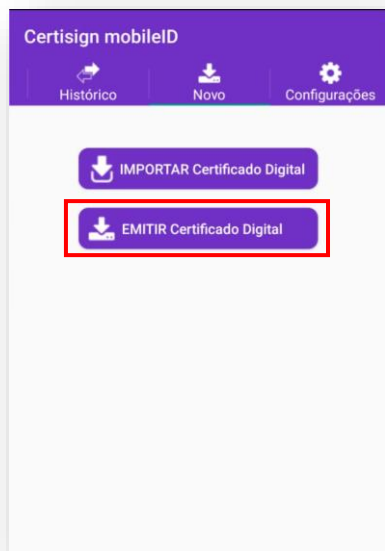 Certisign mobileID
Histórico Novo Configurações
IMPORTAR Certificado Digital
EMITIR Certificado Digital